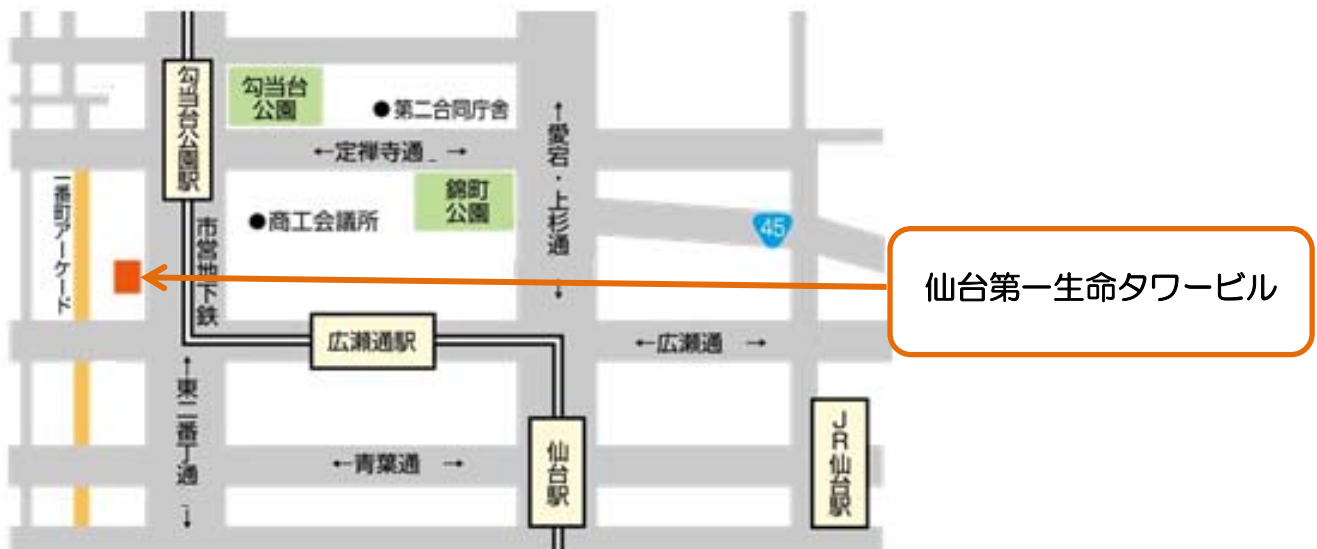 勾当台公園駅
勾当台
公園
●第二合同庁舎
←定禅寺通 →
←愛宕・上杉通 →
錦町
公園
●商工会議所
45
一番町アーケード
市営地下鉄
仙台第一生命タワービル
広瀬通駅
←広瀬通 →
←東二番丁通 →
←青葉通 →
仙台駅
JR仙台駅